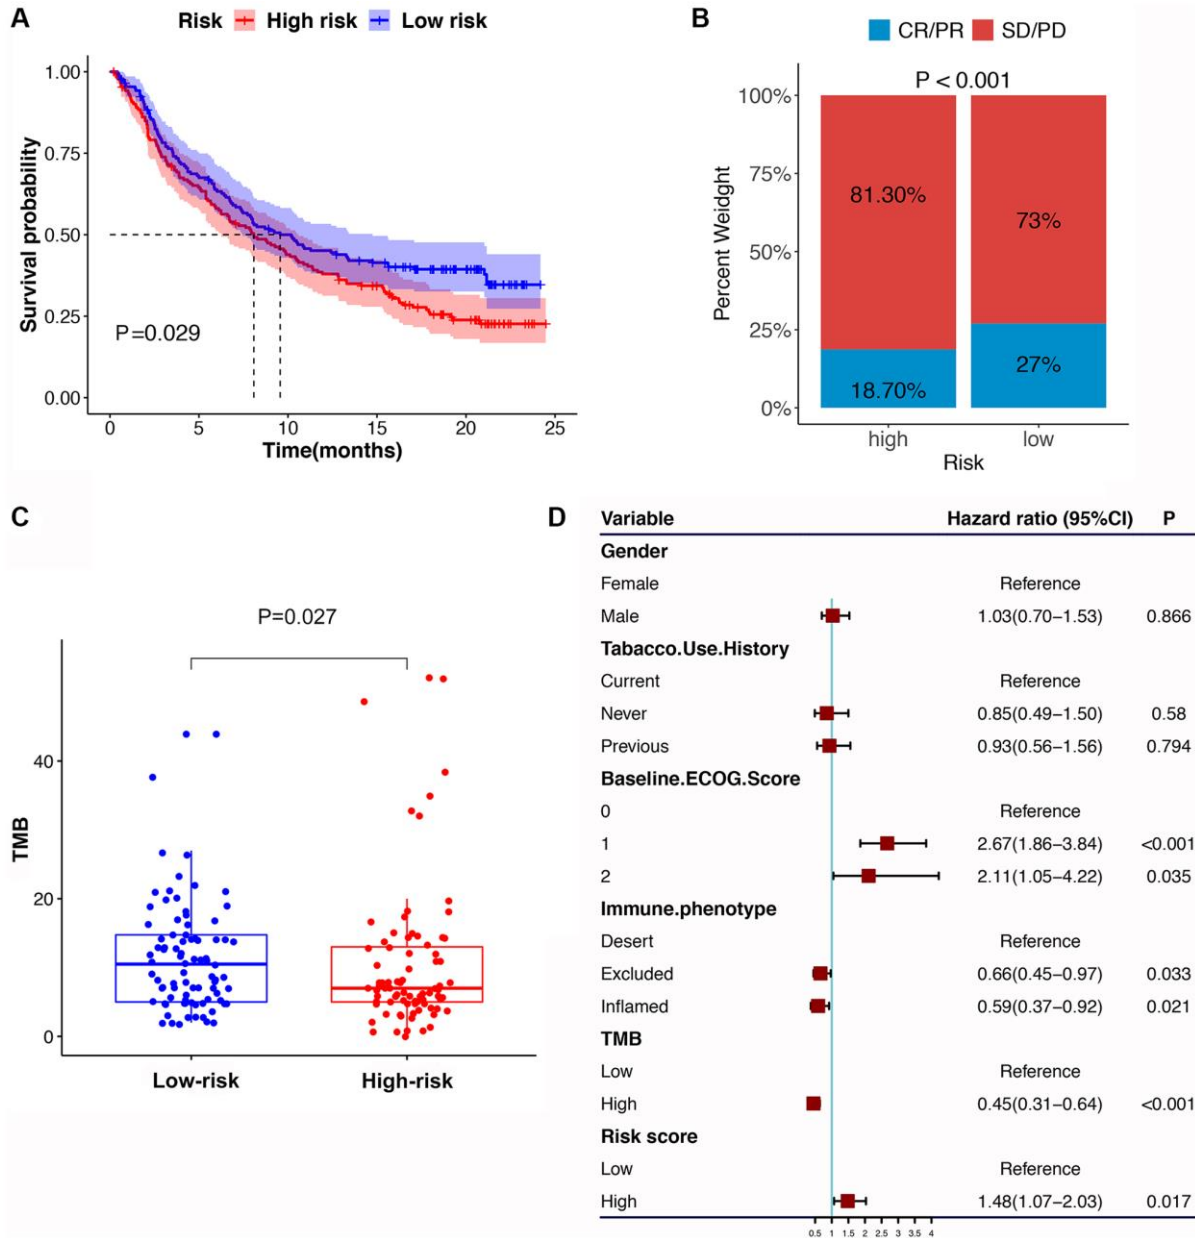 A
Risk High risk Low risk
Survival probability
1.00
0.75
0.50
0.25
0.00
P=0.029
0 5 10 15 20 25
Time(months)
B
CR/PR SD/PD
P < 0.001
Percent Weidght
100%
75%
50%
25%
0%
81.30%
73%
18.70%
27%
high low
Risk
C
P=0.027
TMB
40
20
0
Low-risk High-risk
D
Variable Hazard ratio (95%CI) P
Gender
Female Reference
Male 1.03(0.70–1.53) 0.866
Tabacco.Use.History
Current Reference
Never 0.85(0.49–1.50) 0.58
Previous 0.93(0.56–1.56) 0.794
Baseline.ECOG.Score
0 Reference
1 2.67(1.86–3.84) <0.001
2 2.11(1.05–4.22) 0.035
Immune.phenotype
Desert Reference
Excluded 0.66(0.45–0.97) 0.033
Inflamed 0.59(0.37–0.92) 0.021
TMB
Low Reference
High 0.45(0.31–0.64) <0.001
Risk score
Low Reference
High 1.48(1.07–2.03) 0.017
0.5 1 1.5 2 2.5 3 3.5 4